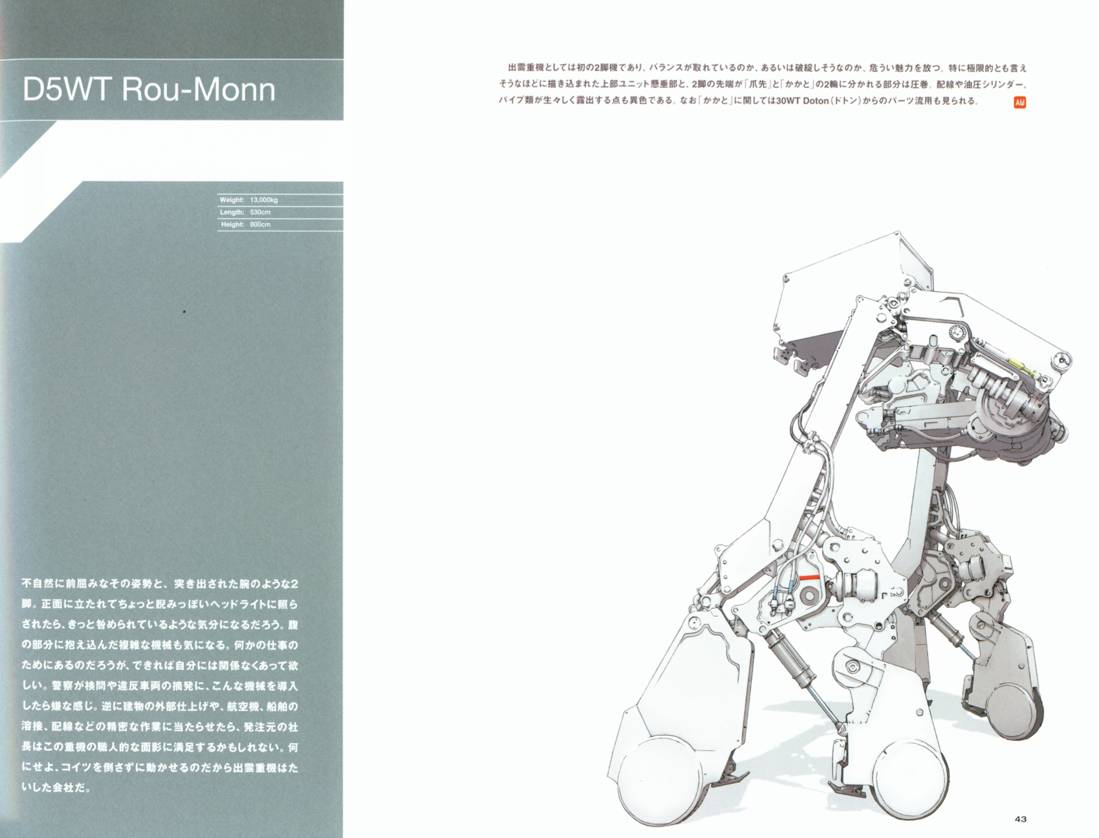 D5WT Rou-Monn
Weight: 13,000kg
Length: 530cm
Height: 800cm
不自然に前屈みなその姿勢と、突き出された腕のような2
脚。正面に立たれてちょっと睨みっぽいヘッドライトに照ら
されたら、きっと咎められているような気分になるだろう。腹
の部分に抱え込んだ複雑な機械も気になる。何かの仕事の
ためにあるのだろうが、できれば自分には関係なくあって欲
しい。警察が検問や違反車両の摘発に、こんな機械を導入
したら嫌な感じ。逆に建物の外部仕上げや、航空機、船舶の
溶接、配線などの精密な作業に当たらせたら、発注元の社
長はこの重機の職人的な面影に満足するかもしれない。何
にせよ、コイツを倒さずに動かせるのだから出雲重機はた
いした会社だ。
出雲重機としては初の2脚機であり、バランスが取れているのか、あるいは破綻しそうなのか、危うい魅力を放つ。特に極限的とも言え
そうなほどに描き込まれた上部ユニット懸垂部と、2脚の先端が「爪先」と「かかと」の2輪に分かれる部分は圧巻。配線や油圧シリンダー、
パイプ類が生々しく露出する点も異色である。なお「かかと」に関しては30WT Doton（ドトン）からのパーツ流用も見られる。
AM
43